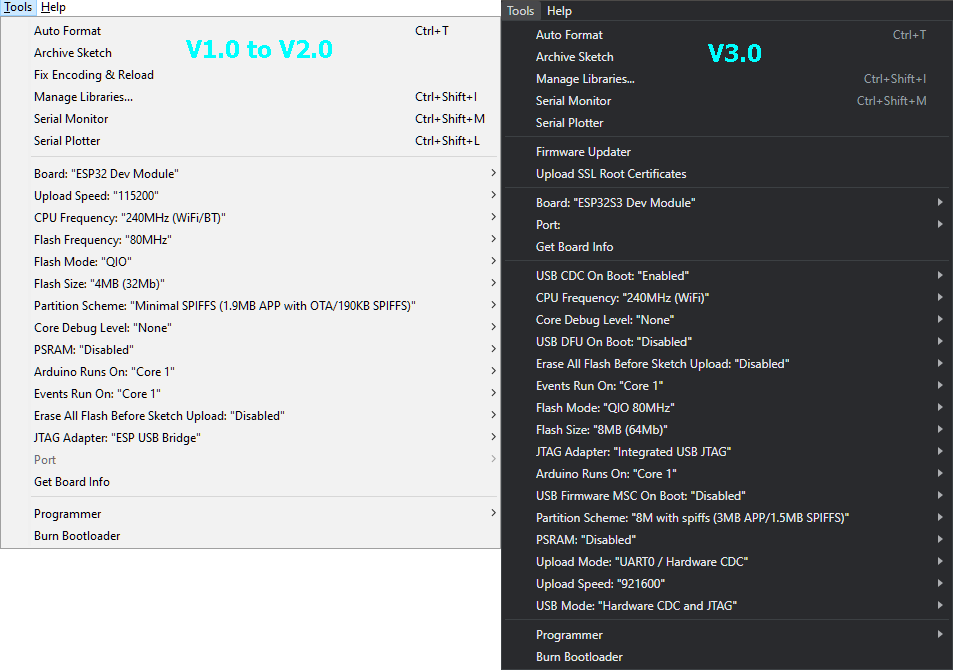 Tools Help
V1.0 to V2.0
Auto Format Ctrl+T
Archive Sketch
Fix Encoding & Reload
Manage Libraries... Ctrl+Shift+I
Serial Monitor Ctrl+Shift+M
Serial Plotter Ctrl+Shift+L
Board: "ESP32 Dev Module"
Upload Speed: "115200"
CPU Frequency: "240MHz (WiFi/BT)"
Flash Frequency: "80MHz"
Flash Mode: "QIO"
Flash Size: "4MB (32Mb)"
Partition Scheme: "Minimal SPIFFS (1.9MB APP with OTA/190KB SPIFFS)"
Core Debug Level: "None"
PSRAM: "Disabled"
Arduino Runs On: "Core 1"
Events Run On: "Core 1"
Erase All Flash Before Sketch Upload: "Disabled"
JTAG Adapter: "ESP USB Bridge"
Port
Get Board Info
Programmer
Burn Bootloader
Tools Help
V3.0
Auto Format Ctrl+T
Archive Sketch
Manage Libraries... Ctrl+Shift+I
Serial Monitor Ctrl+Shift+M
Serial Plotter
Firmware Updater
Upload SSL Root Certificates
Board: "ESP32S3 Dev Module"
Port:
Get Board Info
USB CDC On Boot: "Enabled"
CPU Frequency: "240MHz (WiFi)"
Core Debug Level: "None"
USB DFU On Boot: "Disabled"
Erase All Flash Before Sketch Upload: "Disabled"
Events Run On: "Core 1"
Flash Mode: "QIO 80MHz"
Flash Size: "8MB (64Mb)"
JTAG Adapter: "Integrated USB JTAG"
Arduino Runs On: "Core 1"
USB Firmware MSC On Boot: "Disabled"
Partition Scheme: "8M with spiffs (3MB APP/1.5MB SPIFFS)"
PSRAM: "Disabled"
Upload Mode: "UART0 / Hardware CDC"
Upload Speed: "921600"
USB Mode: "Hardware CDC and JTAG"
Programmer
Burn Bootloader